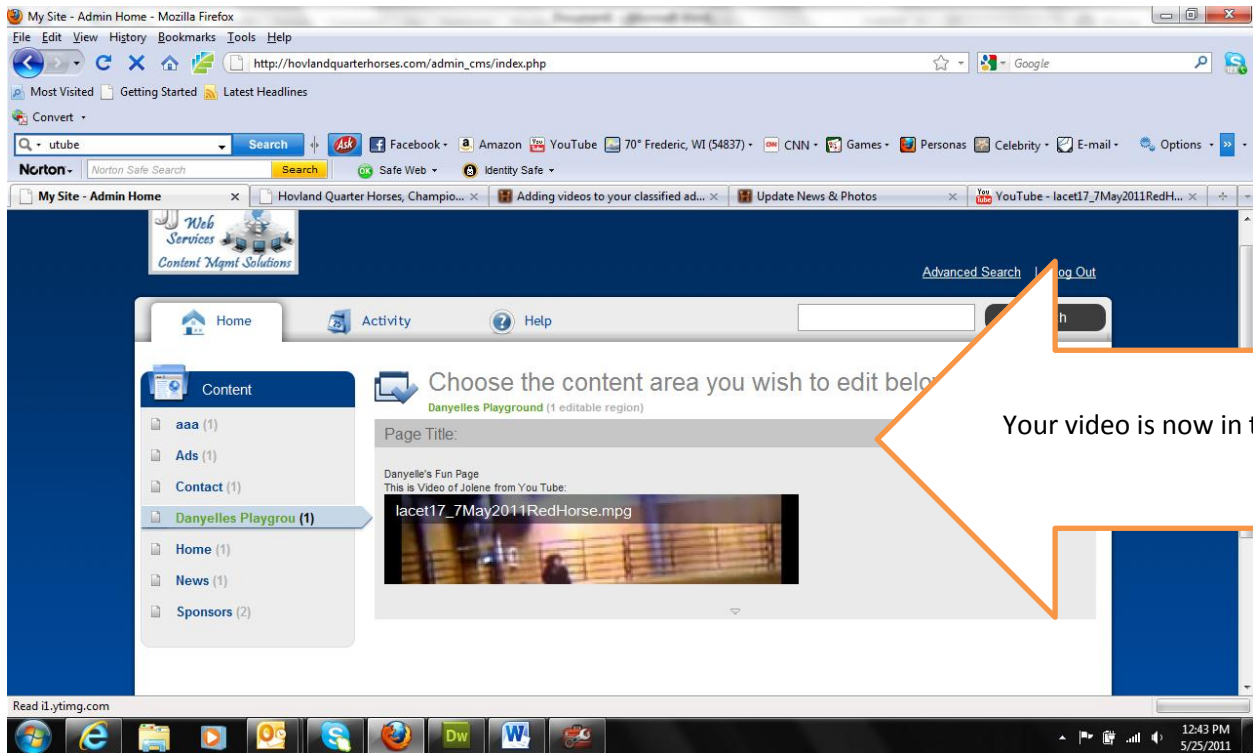 My Site - Admin Home - Mozilla Firefox
File Edit View History Bookmarks Tools Help
http://hovlandquarterhorses.com/admin_cms/index.php
Google
Most Visited Getting Started Latest Headlines
Convert
utube Search Ask Facebook Amazon YouTube 70° Frederic, WI (54837) CNN Games Personas Celebrity E-mail Options
Norton Norton Safe Search Search Safe Web Identity Safe
My Site - Admin Home Hovland Quarter Horses, Champio... Adding videos to your classified ad... Update News & Photos YouTube - lacet17_7May2011RedH...
Web
Services
Content Mgmt Solutions
Advanced Search | Log Out
Home Activity Help
Content
Choose the content area you wish to edit below
Danyelles Playground (1 editable region)
aaa (1)
Ads (1)
Contact (1)
Danyelles Playgrou (1)
Home (1)
News (1)
Sponsors (2)
Page Title:
Danyelle's Fun Page
This is Video of Jolene from You Tube:
lacet17_7May2011RedHorse.mpg
Your video is now in t
Read i1.ytimg.com
Dw W
12:43 PM
5/25/2011